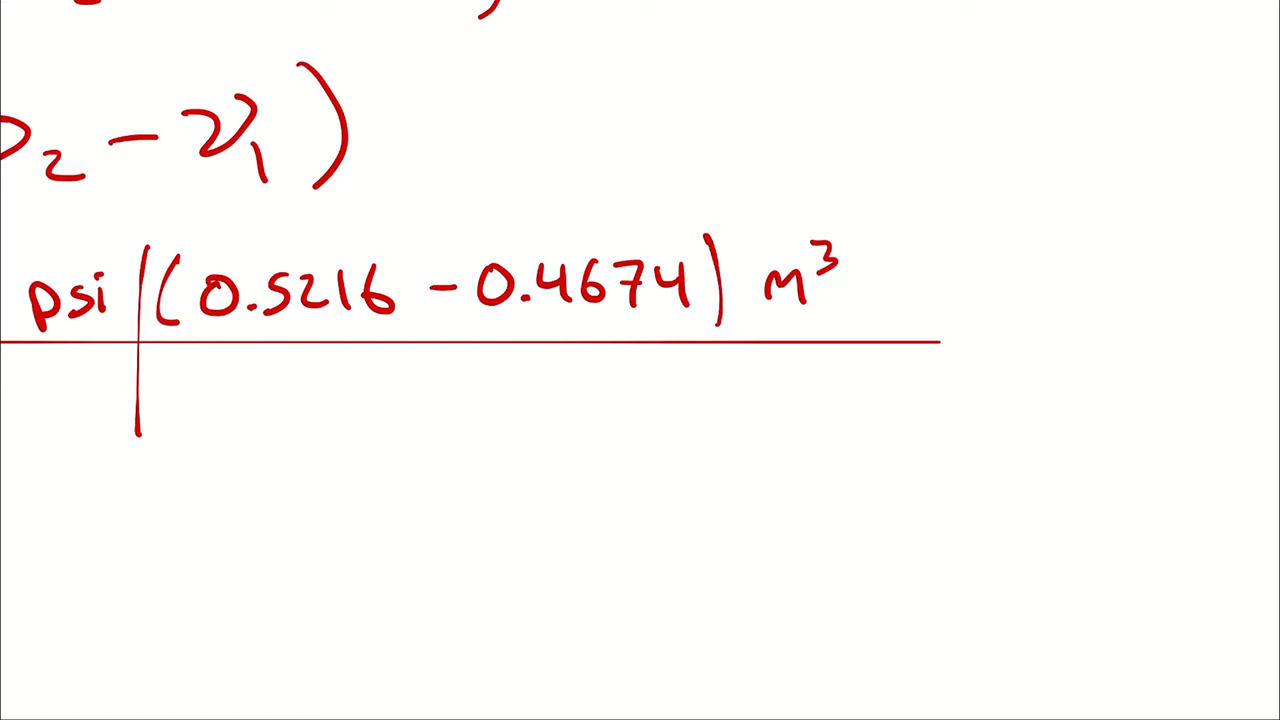 ₂ - ν₁)
psi | (0.5216 - 0.4674) m³